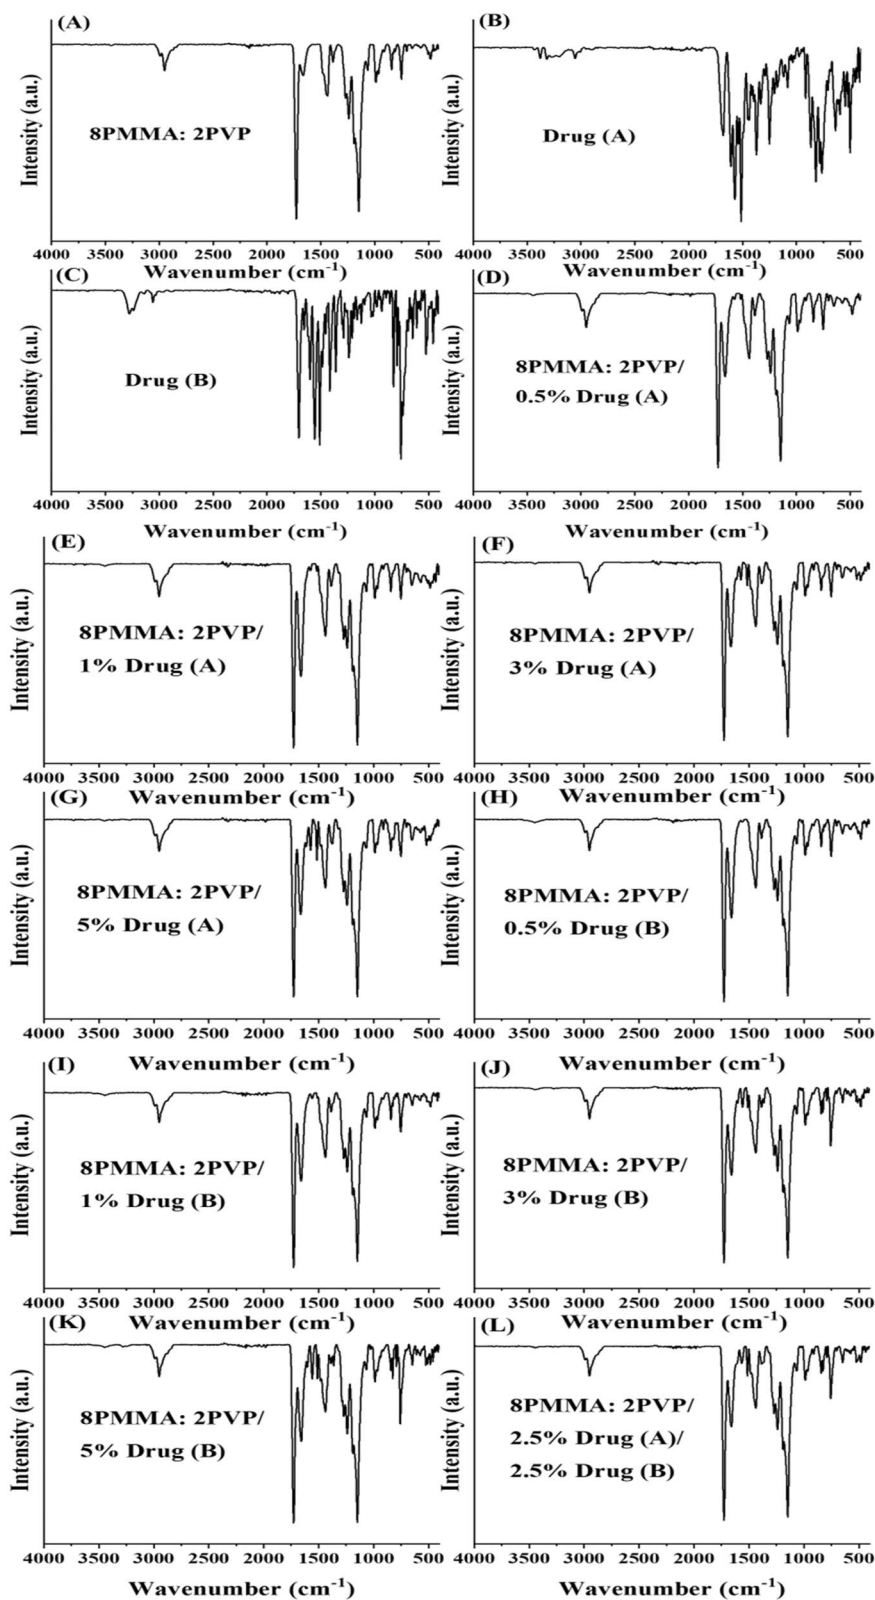 (A)
Intensity (a.u.)
8PMMA: 2PVP
4000 3500 3000 2500 2000 1500 1000 500
Wavenumber (cm-1)
(B)
Intensity (a.u.)
Drug (A)
4000 3500 3000 2500 2000 1500 1000 500
Wavenumber (cm-1)
(C)
Intensity (a.u.)
Drug (B)
4000 3500 3000 2500 2000 1500 1000 500
Wavenumber (cm-1)
(D)
Intensity (a.u.)
8PMMA: 2PVP/
0.5% Drug (A)
4000 3500 3000 2500 2000 1500 1000 500
Wavenumber (cm-1)
(E)
Intensity (a.u.)
8PMMA: 2PVP/
1% Drug (A)
4000 3500 3000 2500 2000 1500 1000 500
Wavenumber (cm-1)
(F)
Intensity (a.u.)
8PMMA: 2PVP/
3% Drug (A)
4000 3500 3000 2500 2000 1500 1000 500
Wavenumber (cm-1)
(G)
Intensity (a.u.)
8PMMA: 2PVP/
5% Drug (A)
4000 3500 3000 2500 2000 1500 1000 500
Wavenumber (cm-1)
(H)
Intensity (a.u.)
8PMMA: 2PVP/
0.5% Drug (B)
4000 3500 3000 2500 2000 1500 1000 500
Wavenumber (cm-1)
(I)
Intensity (a.u.)
8PMMA: 2PVP/
1% Drug (B)
4000 3500 3000 2500 2000 1500 1000 500
Wavenumber (cm-1)
(J)
Intensity (a.u.)
8PMMA: 2PVP/
3% Drug (B)
4000 3500 3000 2500 2000 1500 1000 500
Wavenumber (cm-1)
(K)
Intensity (a.u.)
8PMMA: 2PVP/
5% Drug (B)
4000 3500 3000 2500 2000 1500 1000 500
Wavenumber (cm-1)
(L)
Intensity (a.u.)
8PMMA: 2PVP/
2.5% Drug (A)/
2.5% Drug (B)
4000 3500 3000 2500 2000 1500 1000 500
Wavenumber (cm-1)